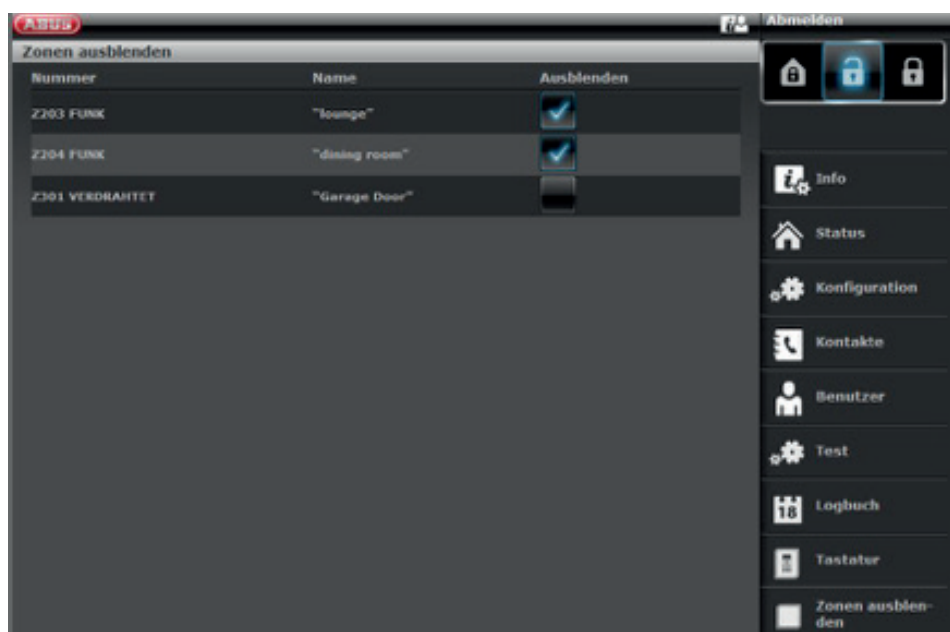 ABUS
Abmelden
Zonen ausblenden
Nummer Name Ausblenden
Z203 FUNK "lounge"
Z204 FUNK "dining room"
Z301 VERDRAHTET "Garage Door"
Info
Status
Konfiguration
Kontakte
Benutzer
Test
18 Logbuch
Tastatur
Zonen ausblen-
den